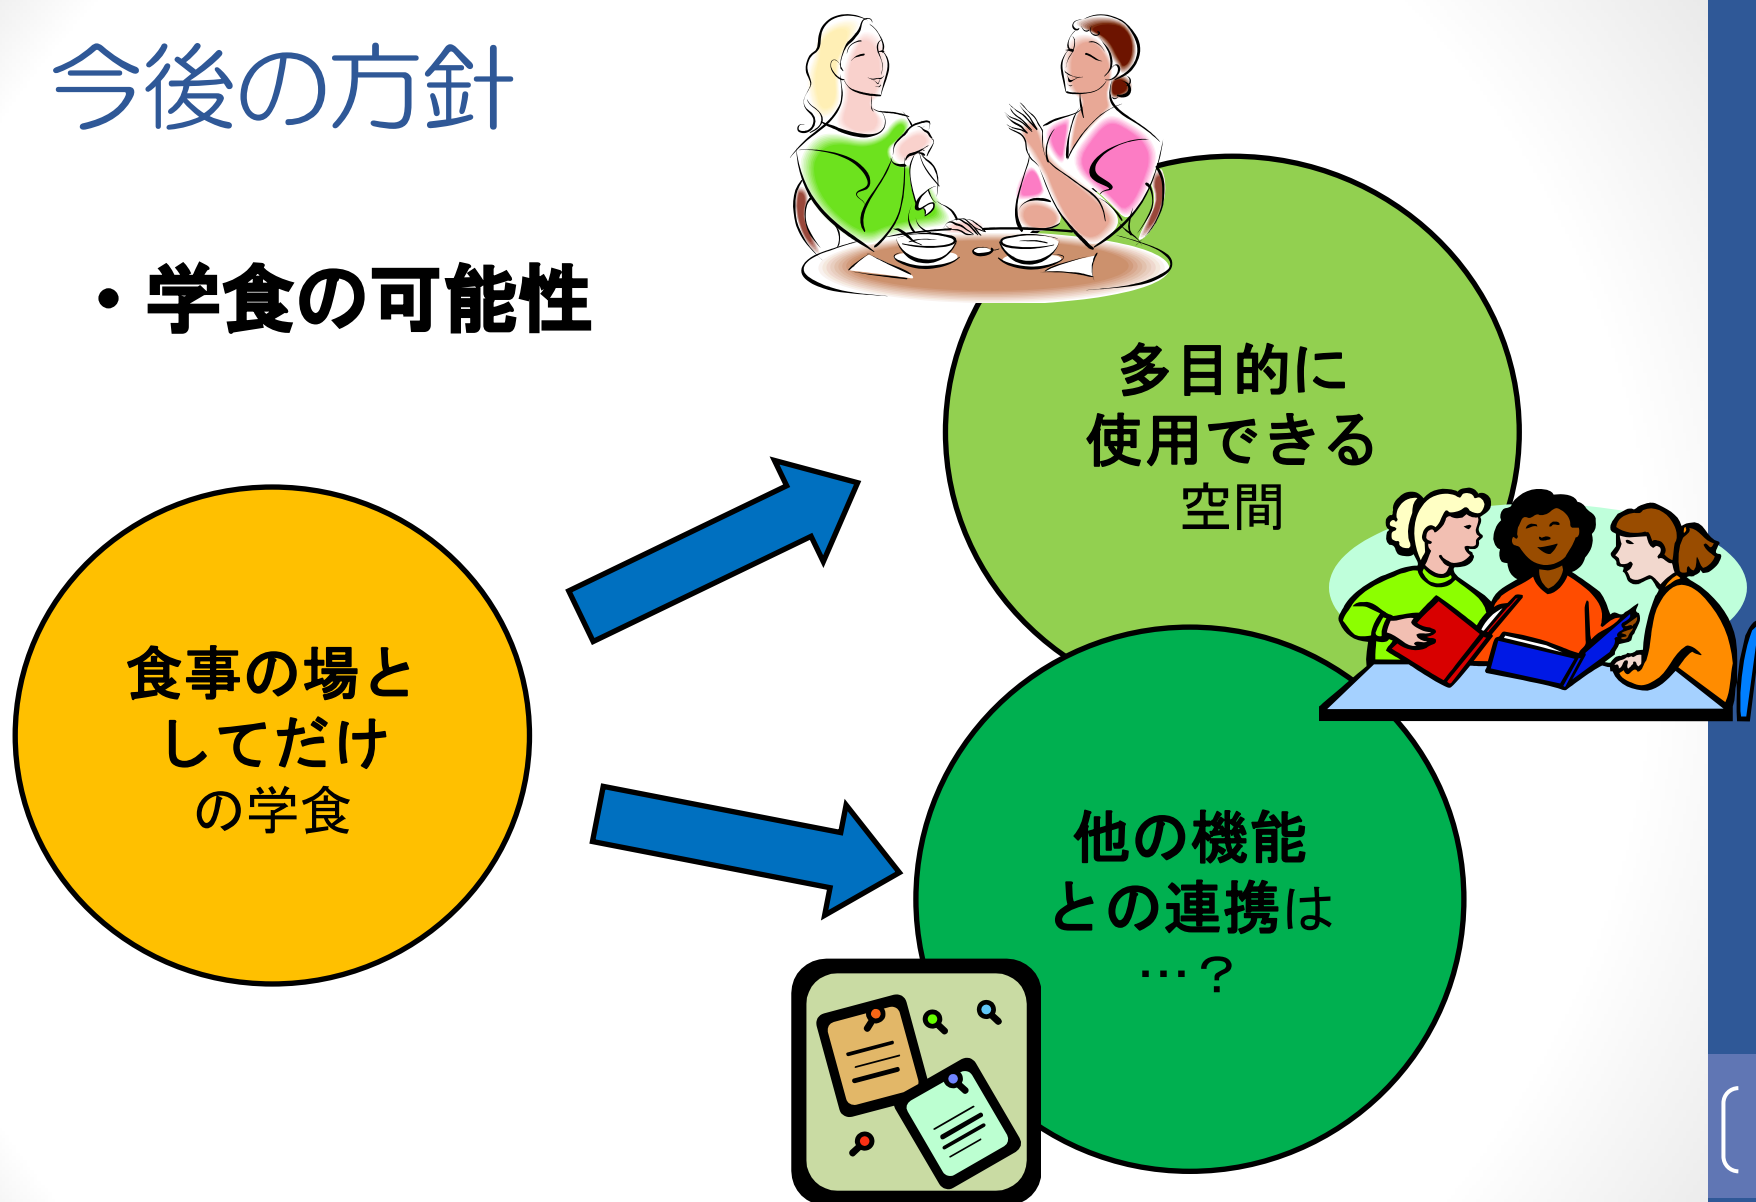 今後の方針
・学食の可能性
多目的に
使用できる
空間
食事の場と
してだけ
の学食
他の機能
との連携は
…？